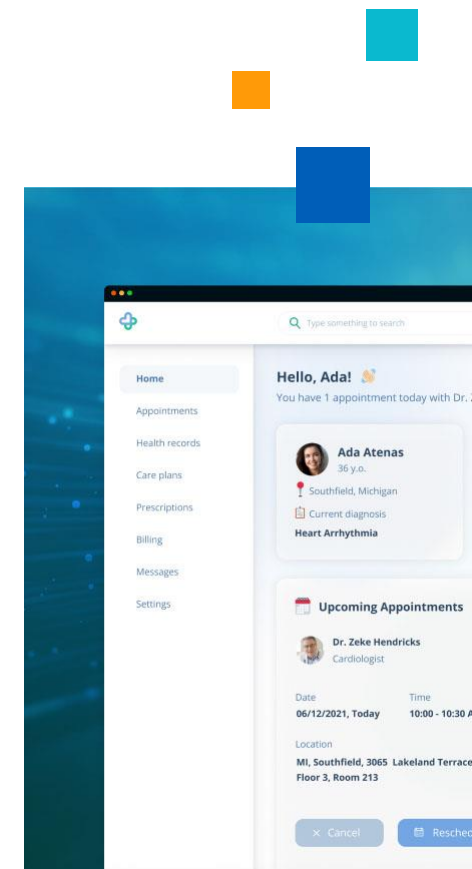 Type something to search
Home
Appointments
Health records
Care plans
Prescriptions
Billing
Messages
Settings
Hello, Ada!
You have 1 appointment today with Dr.
Ada Atenas
36 y.o.
Southfield, Michigan
Current diagnosis
Heart Arrhythmia
Upcoming Appointments
Dr. Zeke Hendricks
Cardiologist
Date Time
06/12/2021, Today 10:00 - 10:30
Location
MI, Southfield, 3065 Lakeland Terrace
Floor 3, Room 213
× Cancel